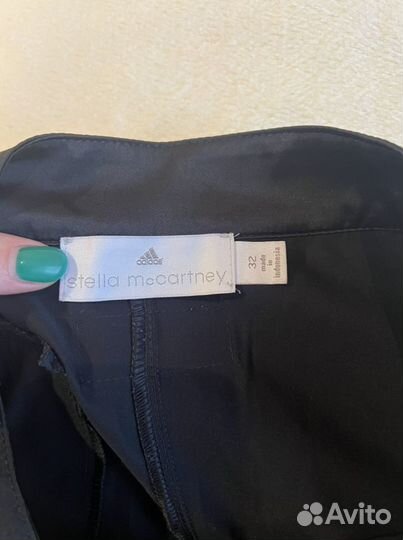 adidas
stella mccartney
32
made
in
indonesia
Avito